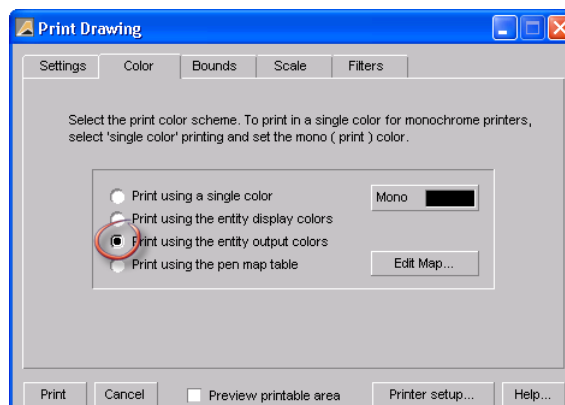 Print Drawing
Settings Color Bounds Scale Filters
Select the print color scheme. To print in a single color for monochrome printers,
select 'single color' printing and set the mono ( print ) color.
Print using a single color Mono
Print using the entity display colors
Print using the entity output colors
Print using the pen map table Edit Map...
Print Cancel Preview printable area Printer setup... Help...